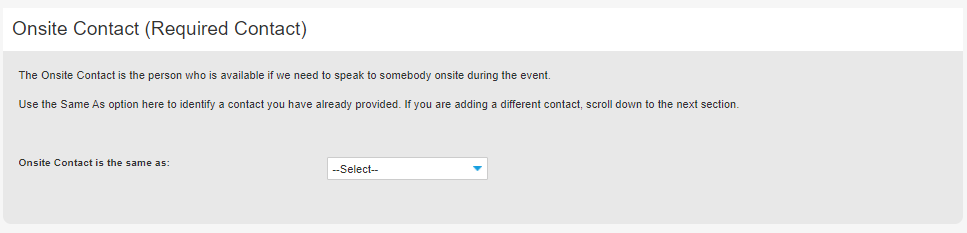 Onsite Contact (Required Contact)
The Onsite Contact is the person who is available if we need to speak to somebody onsite during the event.
Use the Same As option here to identify a contact you have already provided. If you are adding a different contact, scroll down to the next section.
Onsite Contact is the same as:
--Select--